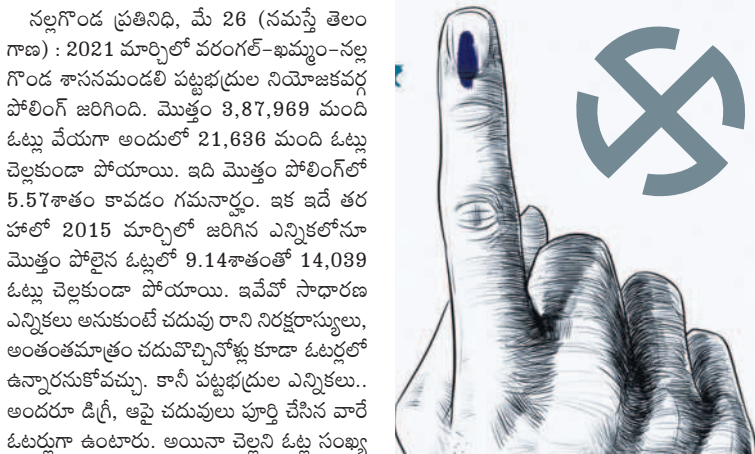 నల్లగొండ ప్రతినిధి, మే 26 (నమస్తే తెలం
గాణ) : 2021 మార్చిలో వరంగల్-ఖమ్మం-నల్ల
గొండ శాసనమండలి పట్టభద్రుల నియోజకవర్గ
పోలింగ్ జరిగింది. మొత్తం 3,87,969 మంది
ఓట్లు వేయగా అందులో 21,636 మంది ఓట్లు
చెల్లకుండా పోయాయి. ఇది మొత్తం పోలింగ్‌లో
5.57శాతం కావడం గమనార్హం. ఇక ఇదే తర
హాలో 2015 మార్చిలో జరిగిన ఎన్నికలోనూ
మొత్తం పోలైన ఓట్లలో 9.14శాతంతో 14,039
ఓట్లు చెల్లకుండా పోయాయి. ఇవేవో సాధారణ
ఎన్నికలు అనుకుంటే చదువు రాని నిరక్షరాస్యులు,
అంతంతమాత్రం చదువొచ్చినోళ్లు కూడా ఓటర్లలో
ఉన్నారనుకోవచ్చు. కానీ పట్టభద్రుల ఎన్నికలు..
అందరూ డిగ్రీ, ఆపై చదువులు పూర్తి చేసిన వారే
ఓటర్లుగా ఉంటారు. అయినా చెల్లని ఓట్ల సంఖ్య